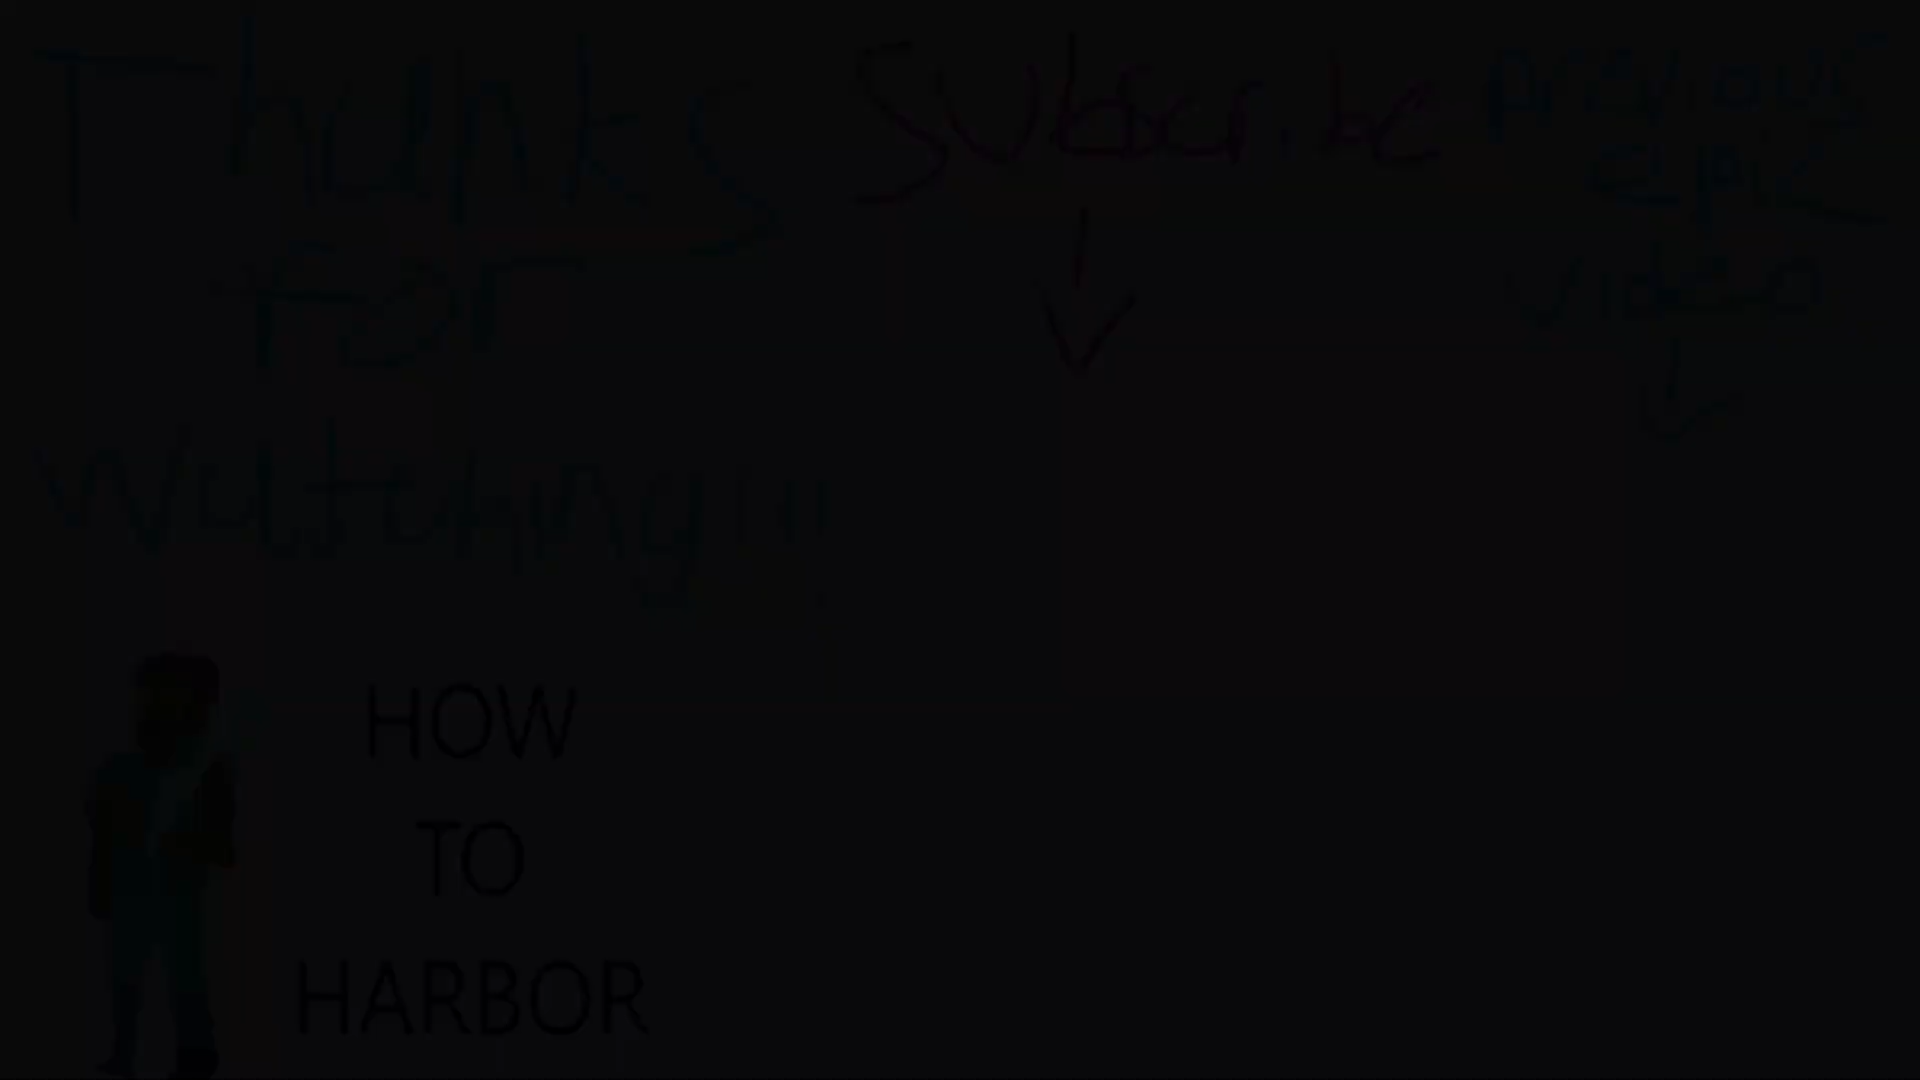 Thanks
for
watching!!!
Subscribe
previous
epic
video
HOW
TO
HARBOR